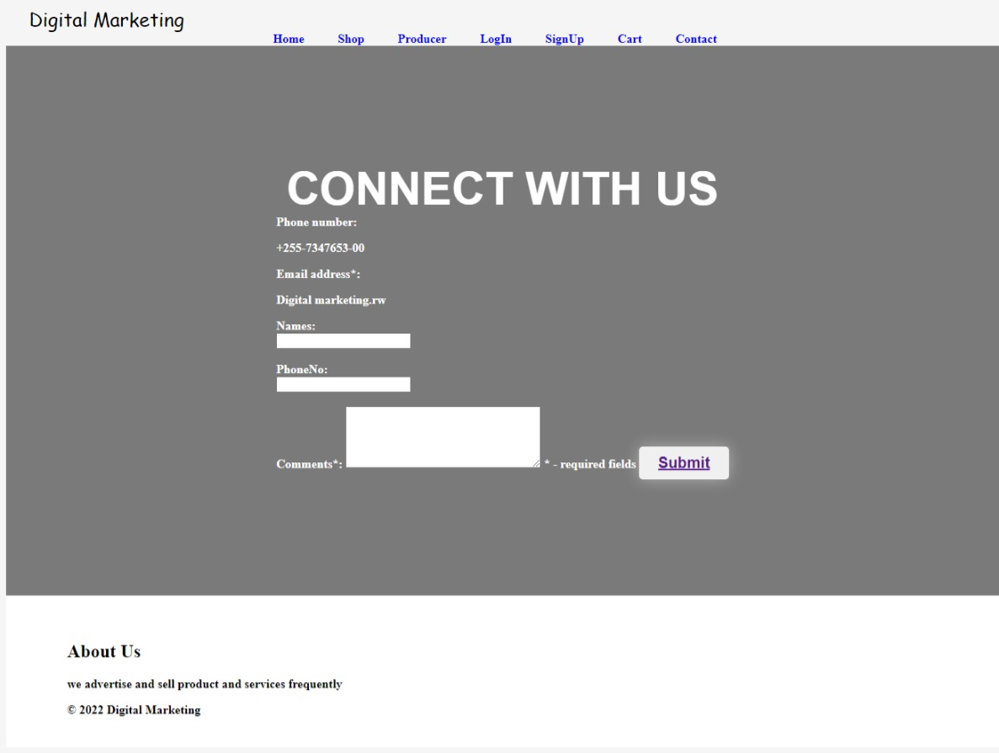 Digital Marketing
Home Shop Producer LogIn SignUp Cart Contact
CONNECT WITH US
Phone number:
+255-7347653-00
Email address*:
Digital marketing.rw
Names:
PhoneNo:
Comments*: * - required fields Submit
About Us
we advertise and sell product and services frequently
© 2022 Digital Marketing